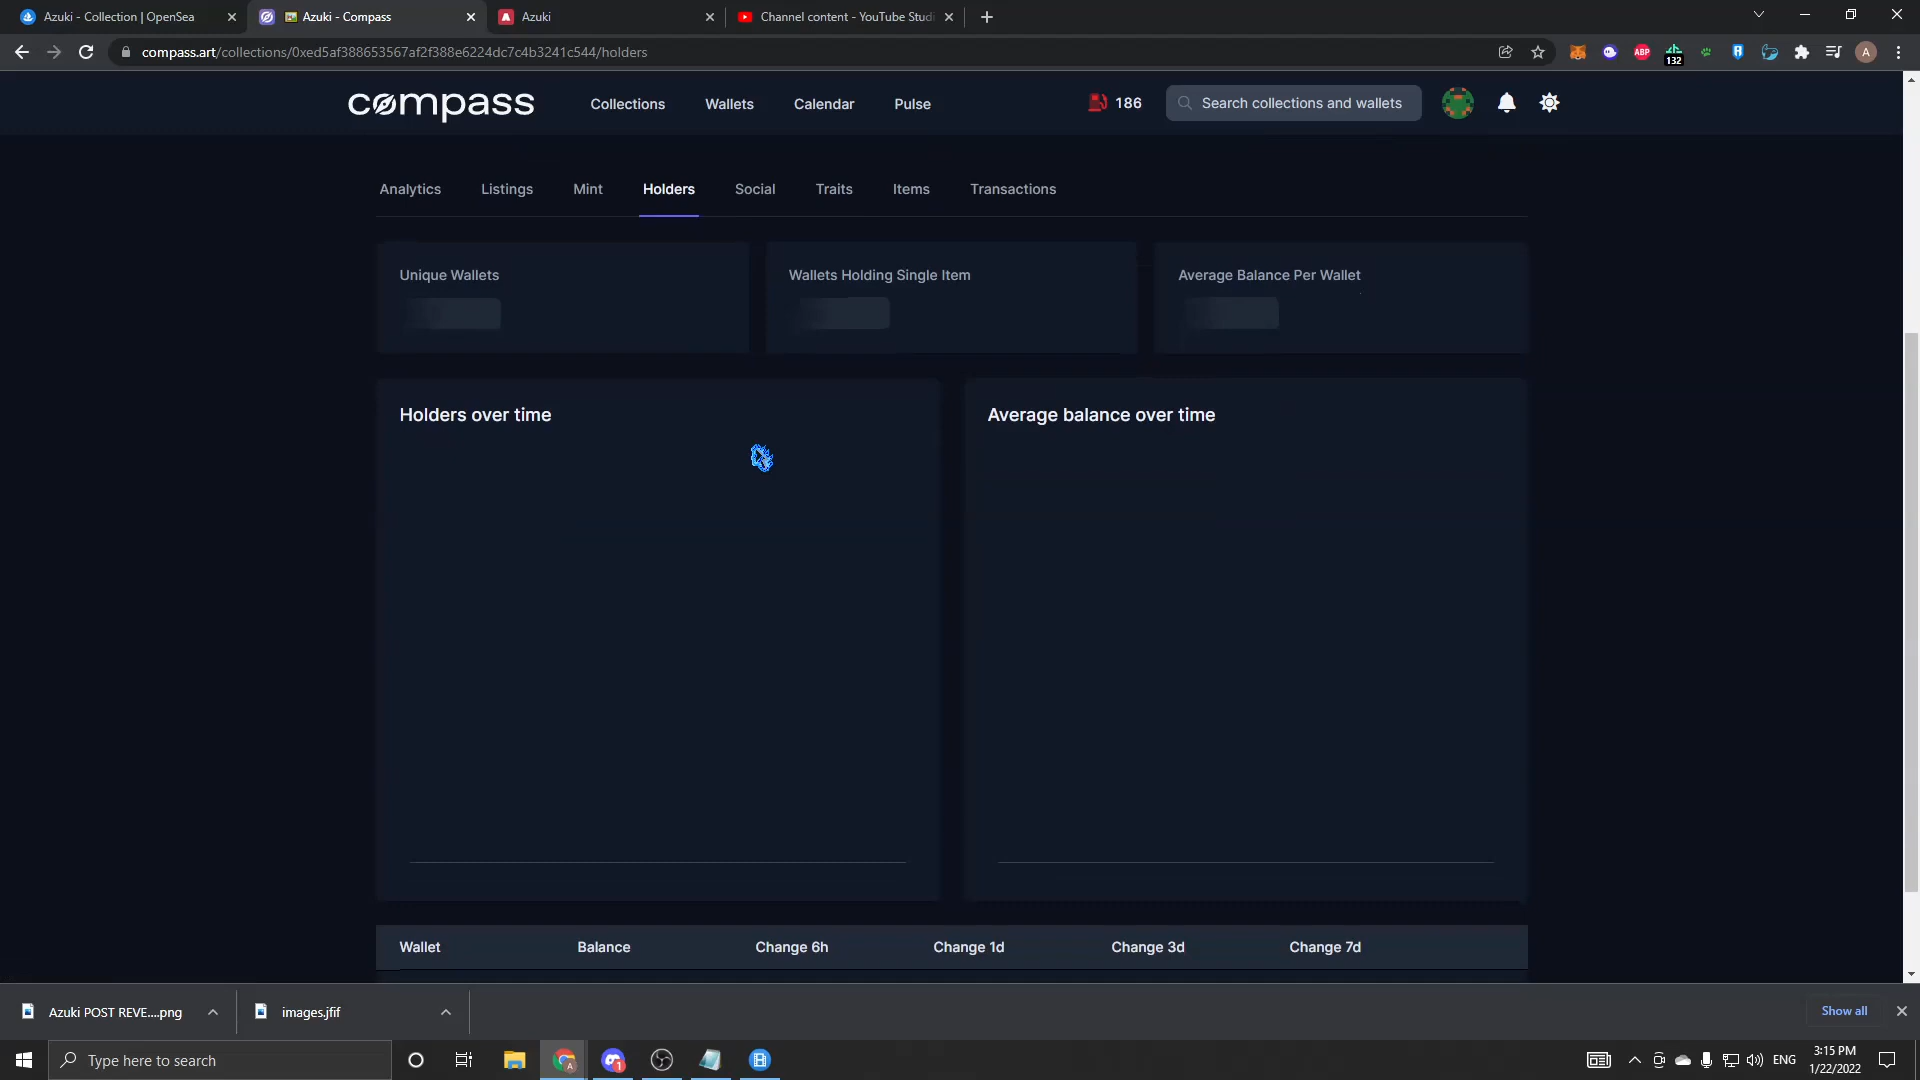 Azuki - Collection | OpenSea
Azuki - Compass
Azuki
Channel content - YouTube Studi
compass.art/collections/0xed5af388653567af2f388e6224dc7c4b3241c544/holders
ABP
132
A
compass
Collections
Wallets
Calendar
Pulse
186
Search collections and wallets
Analytics
Listings
Mint
Holders
Social
Traits
Items
Transactions
Unique Wallets
Wallets Holding Single Item
Average Balance Per Wallet
Holders over time
Average balance over time
Wallet
Balance
Change 6h
Change 1d
Change 3d
Change 7d
Azuki POST REVE....png
images.jfif
Show all
Type here to search
ENG
3:15 PM
1/22/2022